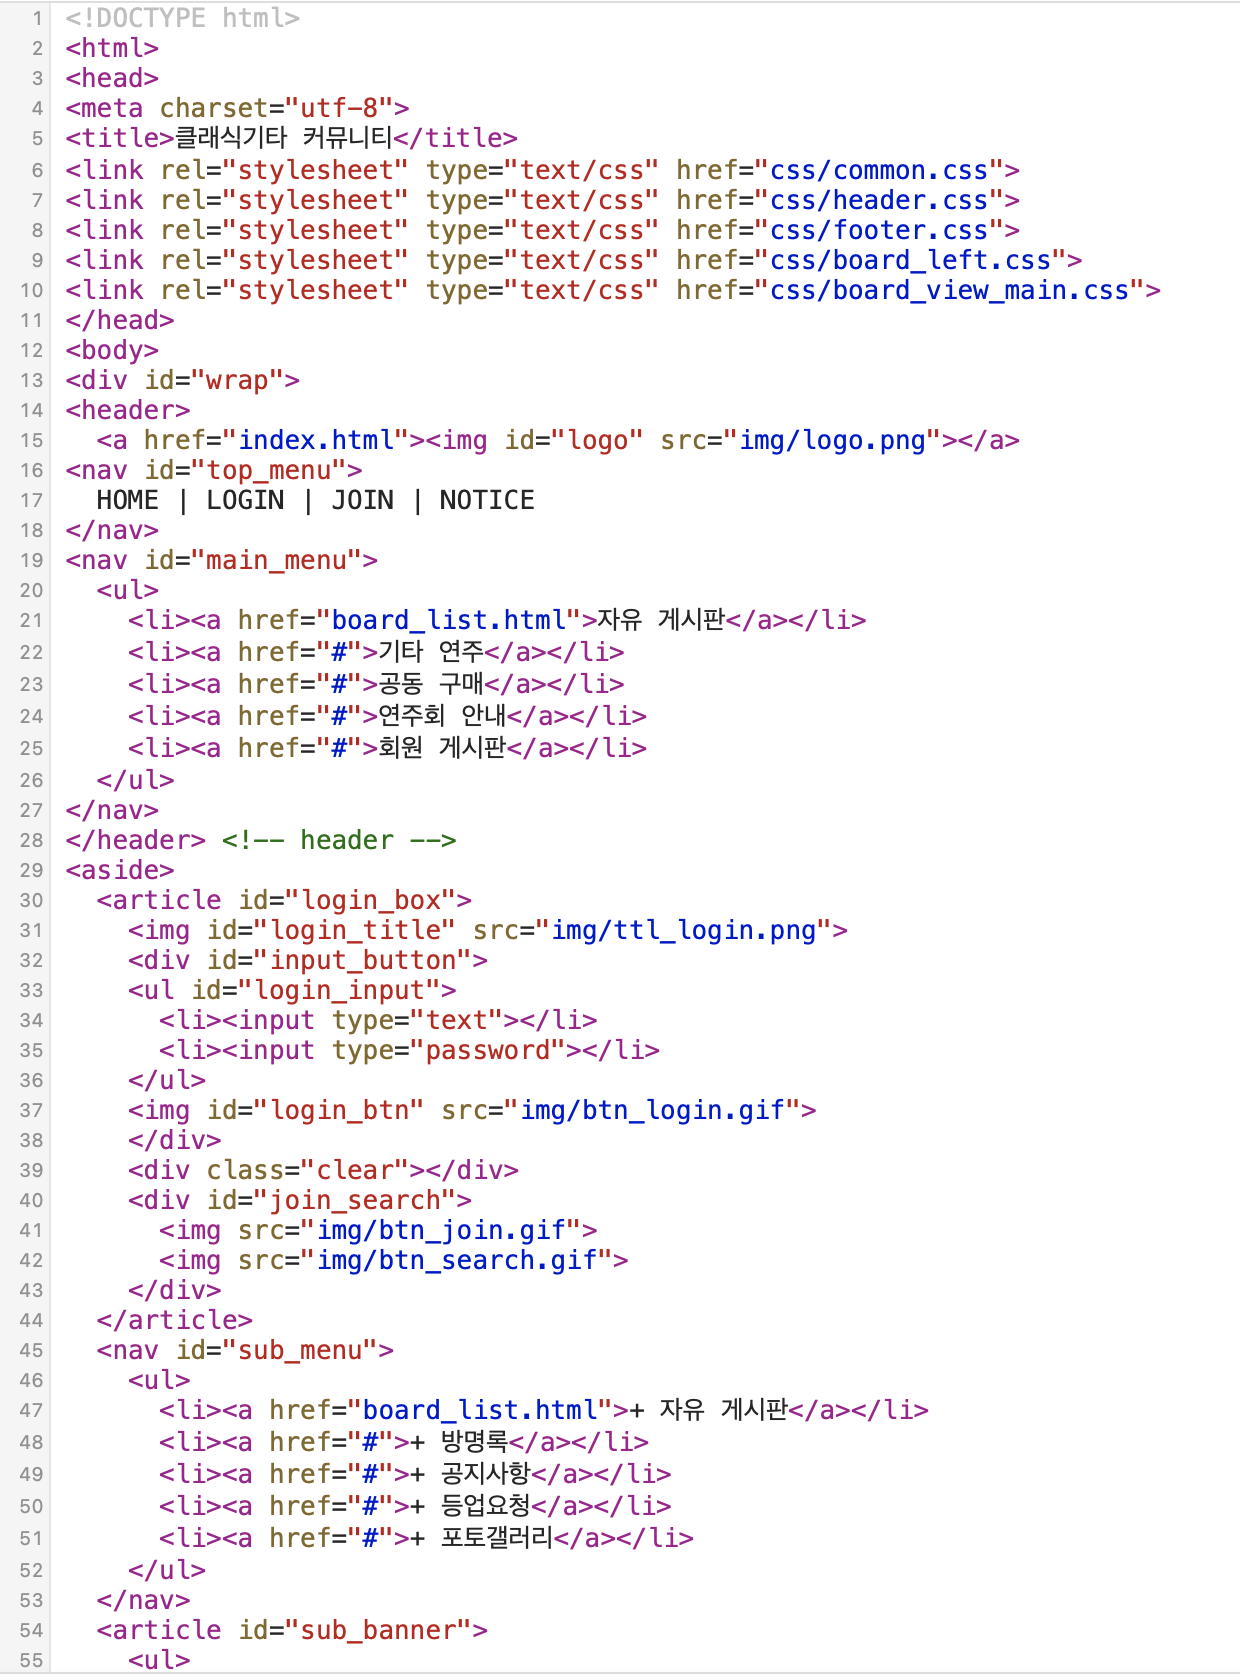 1 <!DOCTYPE html>
2 <html>
3 <head>
4 <meta charset="utf-8">
5 <title>클래식기타 커뮤니티</title>
6 <link rel="stylesheet" type="text/css" href="css/common.css">
7 <link rel="stylesheet" type="text/css" href="css/header.css">
8 <link rel="stylesheet" type="text/css" href="css/footer.css">
9 <link rel="stylesheet" type="text/css" href="css/board_left.css">
10 <link rel="stylesheet" type="text/css" href="css/board_view_main.css">
11 </head>
12 <body>
13 <div id="wrap">
14 <header>
15   <a href="index.html"><img id="logo" src="img/logo.png"></a>
16 <nav id="top_menu">
17   HOME | LOGIN | JOIN | NOTICE
18 </nav>
19 <nav id="main_menu">
20   <ul>
21     <li><a href="board_list.html">자유 게시판</a></li>
22     <li><a href="#">기타 연주</a></li>
23     <li><a href="#">공동 구매</a></li>
24     <li><a href="#">연주회 안내</a></li>
25     <li><a href="#">회원 게시판</a></li>
26   </ul>
27 </nav>
28 </header> <!-- header -->
29 <aside>
30   <article id="login_box">
31     <img id="login_title" src="img/ttl_login.png">
32     <div id="input_button">
33     <ul id="login_input">
34       <li><input type="text"></li>
35       <li><input type="password"></li>
36     </ul>
37     <img id="login_btn" src="img/btn_login.gif">
38     </div>
39     <div class="clear"></div>
40     <div id="join_search">
41       <img src="img/btn_join.gif">
42       <img src="img/btn_search.gif">
43     </div>
44   </article>
45   <nav id="sub_menu">
46     <ul>
47       <li><a href="board_list.html">+ 자유 게시판</a></li>
48       <li><a href="#">+ 방명록</a></li>
49       <li><a href="#">+ 공지사항</a></li>
50       <li><a href="#">+ 등업요청</a></li>
51       <li><a href="#">+ 포토갤러리</a></li>
52     </ul>
53   </nav>
54   <article id="sub_banner">
55     <ul>